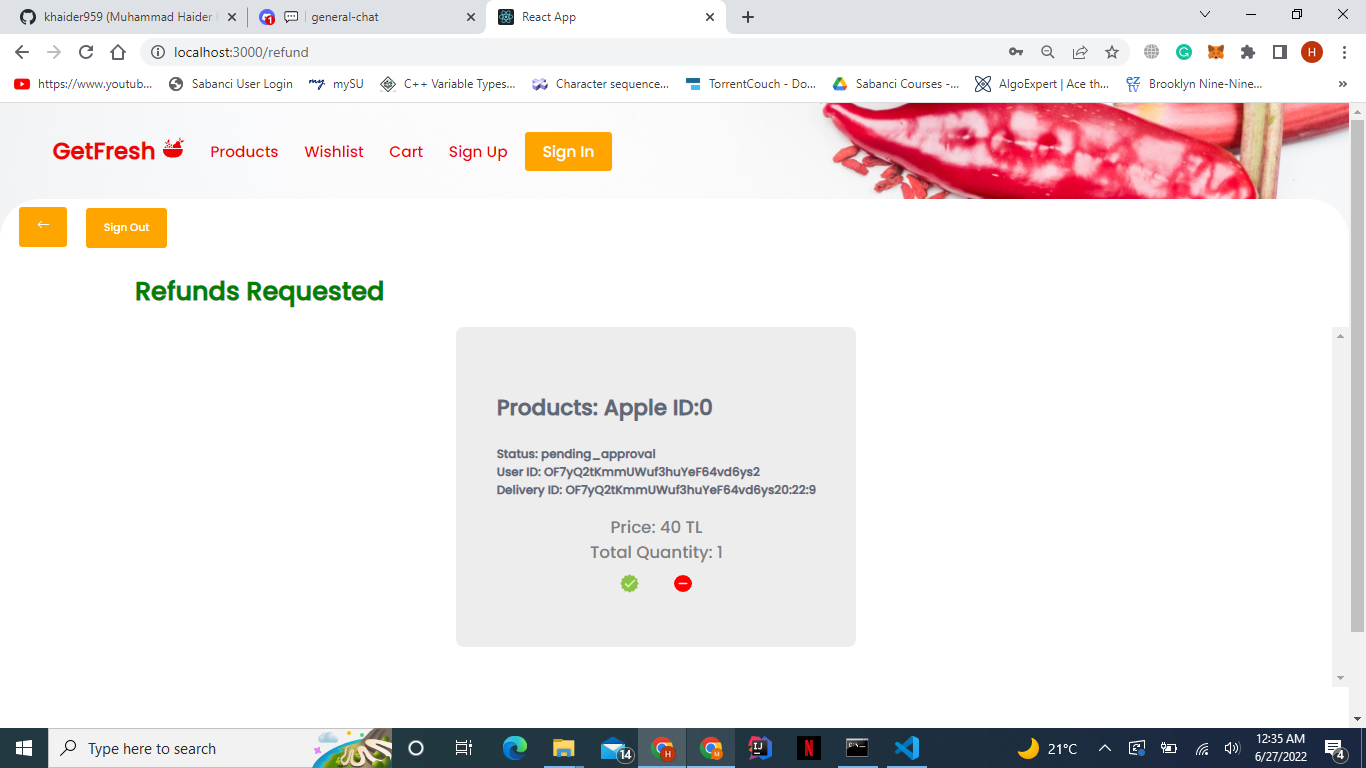 khaider959 (Muhammad Haider
1
general-chat
React App
localhost:3000/refund
H
https://www.youtub...
Sabanci User Login
mySU
C++ Variable Types...
Character sequence...
TorrentCouch - Do...
Sabanci Courses -...
AlgoExpert | Ace th...
Brooklyn Nine-Nine...
»
GetFresh
Products
Wishlist
Cart
Sign Up
Sign In
←
Sign Out
Refunds Requested
Products: Apple ID:0
Status: pending_approval
User ID: OF7yQ2tKmmUWuf3huYeF64vd6ys2
Delivery ID: OF7yQ2tKmmUWuf3huYeF64vd6ys20:22:9
Price: 40 TL
Total Quantity: 1
Type here to search
14
H
M
IJ
N
21°C
12:35 AM
6/27/2022
4